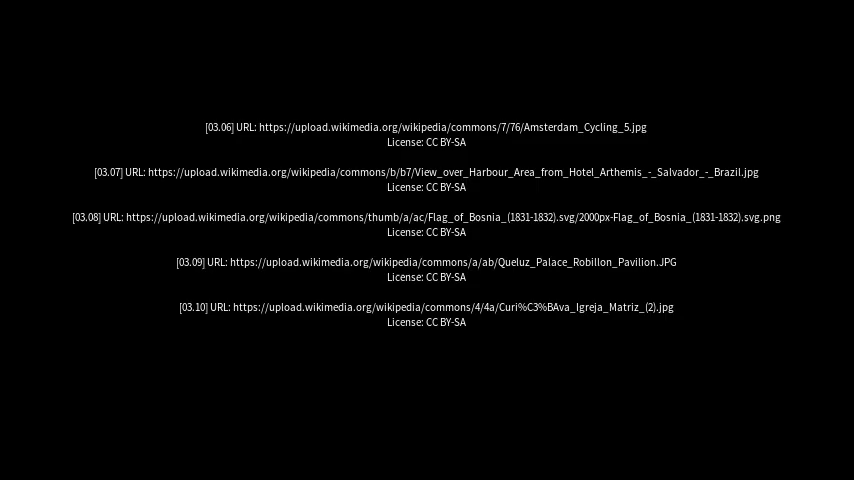 [03.06] URL: https://upload.wikimedia.org/wikipedia/commons/7/76/Amsterdam_Cycling_5.jpg
License: CC BY-SA
[03.07] URL: https://upload.wikimedia.org/wikipedia/commons/b/b7/View_over_Harbour_Area_from_Hotel_Arthemis_-_Salvador_-_Brazil.jpg
License: CC BY-SA
[03.08] URL: https://upload.wikimedia.org/wikipedia/commons/thumb/a/ac/Flag_of_Bosnia_(1831-1832).svg/2000px-Flag_of_Bosnia_(1831-1832).svg.png
License: CC BY-SA
[03.09] URL: https://upload.wikimedia.org/wikipedia/commons/a/ab/Queluz_Palace_Robillon_Pavilion.JPG
License: CC BY-SA
[03.10] URL: https://upload.wikimedia.org/wikipedia/commons/4/4a/Curi%C3%BAva_Igreja_Matriz_(2).jpg
License: CC BY-SA